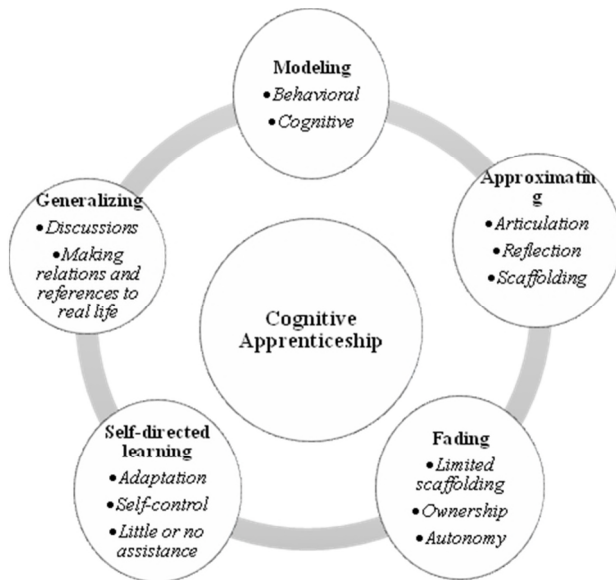 Modeling
•Behavioral
•Cognitive
Approximatin
g
•Articulation
•Reflection
•Scaffolding
Fading
•Limited
scaffolding
•Ownership
•Autonomy
Self-directed
learning
•Adaptation
•Self-control
•Little or no
assistance
Generalizing
•Discussions
•Making
relations and
references to
real life
Cognitive
Apprenticeship